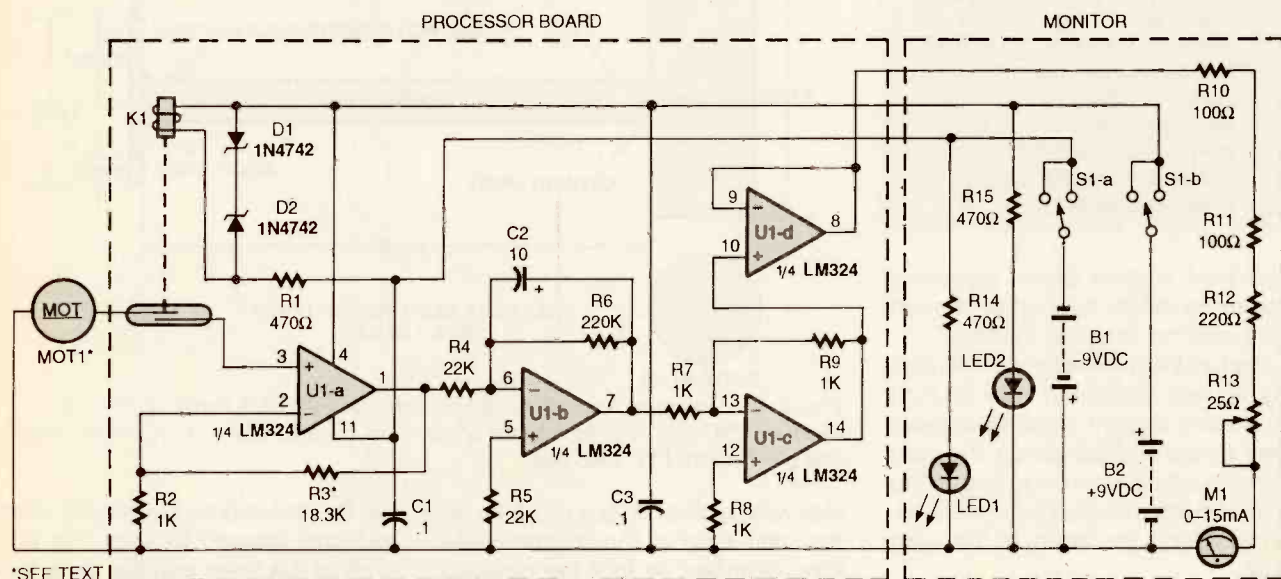 PROCESSOR BOARD
MONITOR
K1
D1
1N4742
D2
1N4742
R1
470Ω
MOT
MOT1*
3
+
4
U1-a
1
2
–
11
1/4 LM324
R2
1K
R3*
18.3K
C1
.1
R4
22K
C2
10
+
R6
220K
6
–
U1-b
7
5
+
1/4 LM324
R5
22K
C3
.1
R7
1K
9
–
U1-d
8
10
+
1/4 LM324
R9
1K
13
–
U1-c
14
12
+
1/4 LM324
R8
1K
R10
100Ω
R15
470Ω
S1-a
S1-b
R11
100Ω
R14
470Ω
LED2
B1
–9VDC
+
R12
220Ω
R13
25Ω
LED1
+
B2
+9VDC
M1
0–15mA
*SEE TEXT